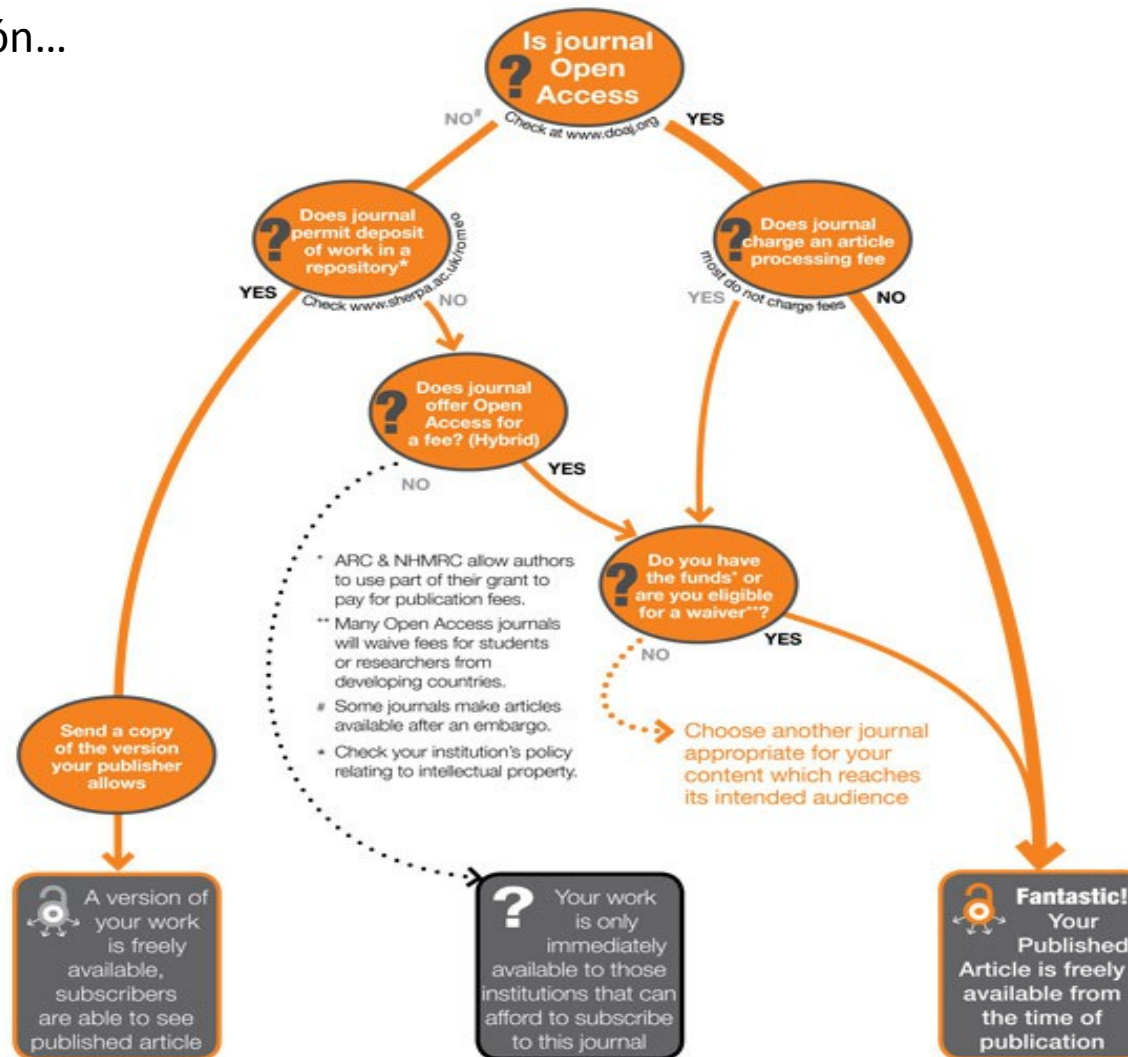 ón...
Is journal
Open
Access
?
Check at www.doaj.org
NO#
YES
Does journal
permit deposit
of work in a
repository*
?
Check www.sherpa.ac.uk/romeo
YES
NO
Does journal
charge an article
processing fee
?
most do not charge fees
YES
NO
Does journal
offer Open
Access for
a fee? (Hybrid)
?
NO
YES
Do you have
the funds* or
are you eligible
for a waiver**?
?
NO
YES
* ARC & NHMRC allow authors
to use part of their grant to
pay for publication fees.
** Many Open Access journals
will waive fees for students
or researchers from
developing countries.
# Some journals make articles
available after an embargo.
* Check your institution's policy
relating to intellectual property.
Choose another journal
appropriate for your
content which reaches
its intended audience
Send a copy
of the version
your publisher
allows
A version of
your work
is freely
available,
subscribers
are able to see
published article
?
Your work
is only
immediately
available to those
institutions that can
afford to subscribe
to this journal
Fantastic!
Your
Published
Article is freely
available from
the time of
publication